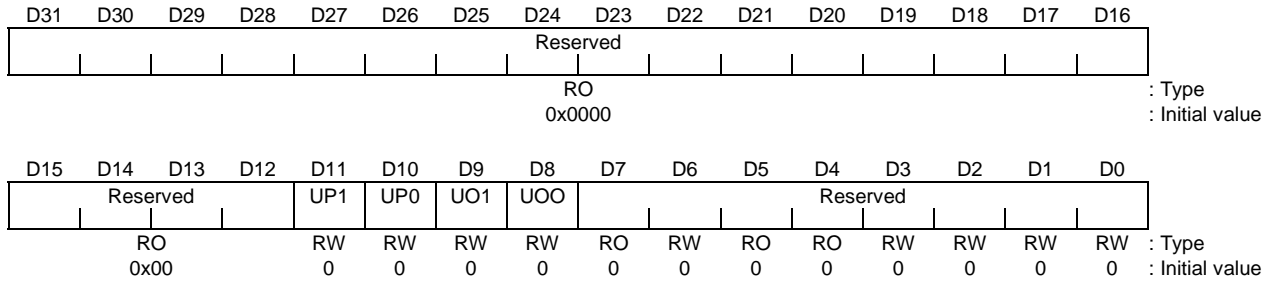 D31 D30 D29 D28 D27 D26 D25 D24 D23 D22 D21 D20 D19 D18 D17 D16
Reserved
RO : Type
0x0000 : Initial value
D15 D14 D13 D12 D11 D10 D9 D8 D7 D6 D5 D4 D3 D2 D1 D0
Reserved UP1 UP0 UO1 UOO Reserved
RO RW RW RW RW RO RW RO RO RW RW RW RW : Type
0x00 0 0 0 0 0 0 0 0 0 0 0 0 : Initial value